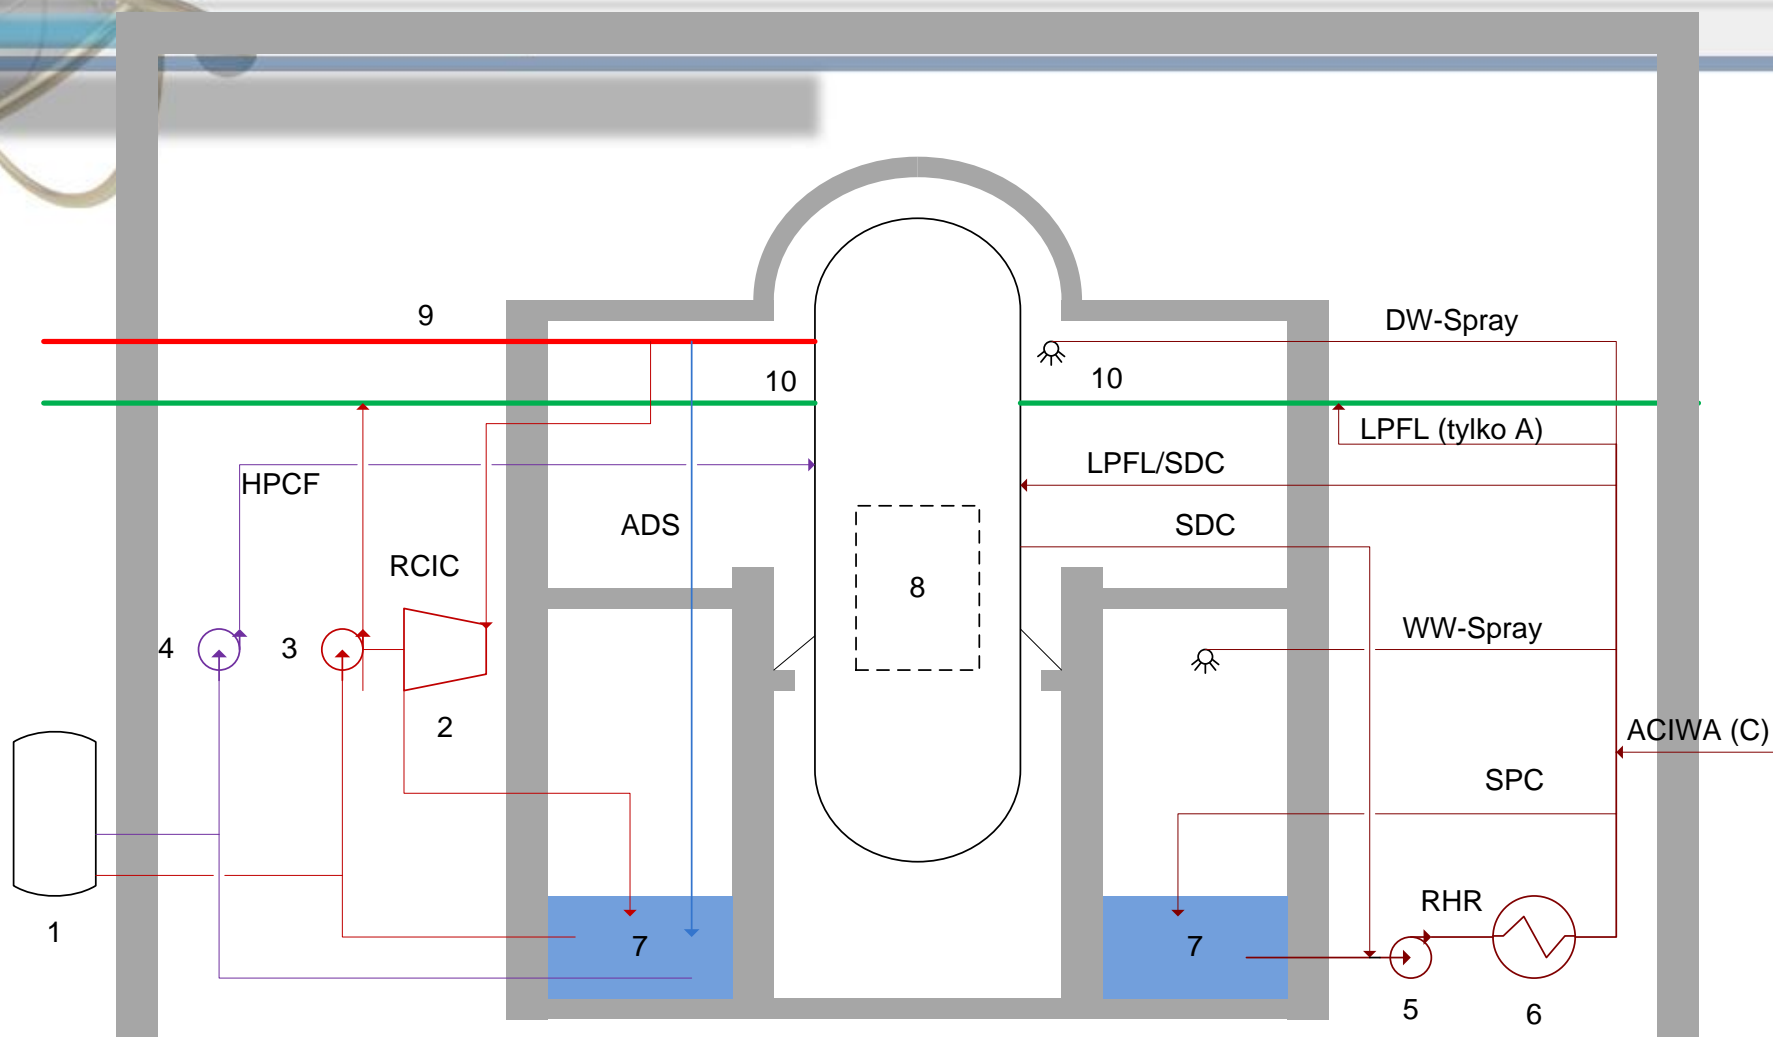 9
DW-Spray
10
10
LPFL (tylko A)
LPFL/SDC
HPCF
ADS
SDC
RCIC
8
4
3
WW-Spray
2
ACIWA (C)
SPC
RHR
1
7
7
5
6